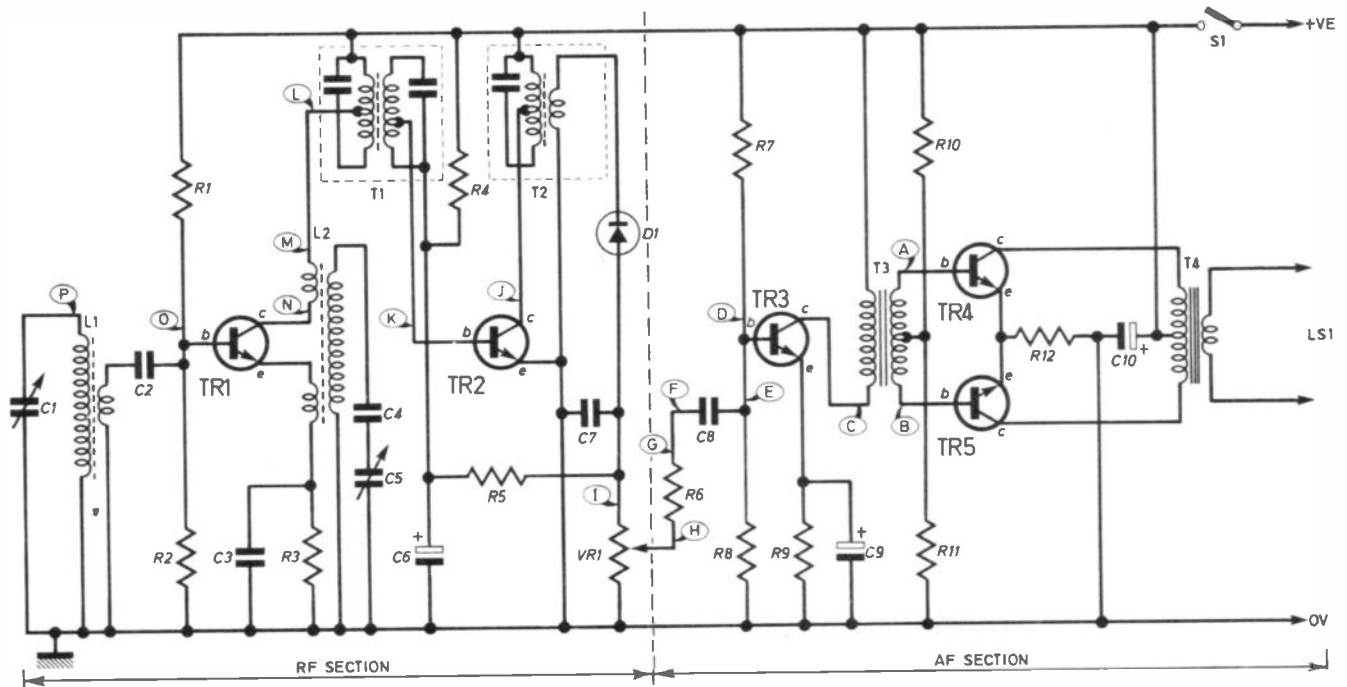 S1
+VE
L
T1
R4
T2
R7
R10
R1
M
L2
D1
A
T3
c
T4
P
L1
O
N
J
K
D
b
TR3
c
b
TR4
e
b
c
e
TR1
b
c
e
TR2
e
R12
C10
+
LS1
C1
C2
C4
C7
F
C8
E
C
B
b
e
c
TR5
G
C5
R5
I
R6
H
R2
C3
R3
+
C6
VR1
R8
R9
+
C9
R11
OV
RF SECTION
AF SECTION